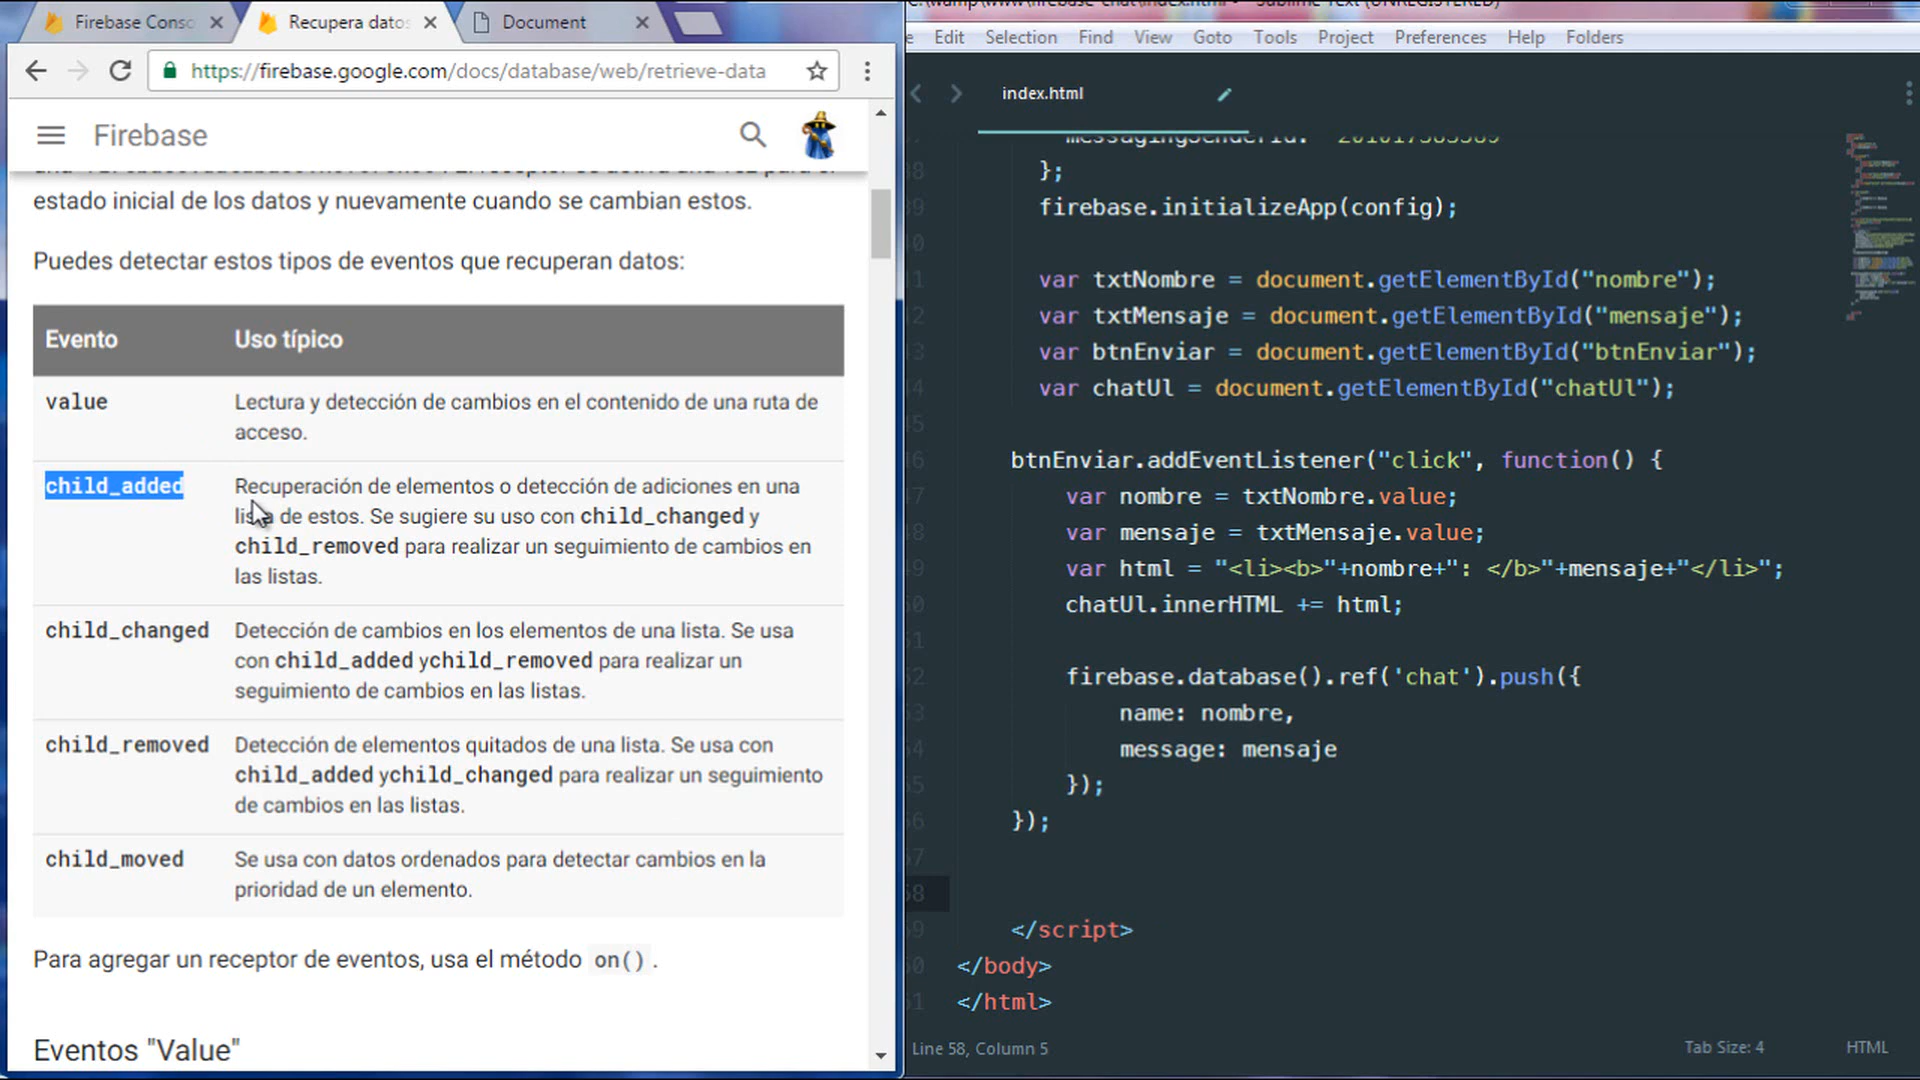 Firebase Conso
Recupera datos
Document
https://firebase.google.com/docs/database/web/retrieve-data
Firebase
estado inicial de los datos y nuevamente cuando se cambian estos.
Puedes detectar estos tipos de eventos que recuperan datos:
Evento Uso típico
value Lectura y detección de cambios en el contenido de una ruta de
acceso.
child_added Recuperación de elementos o detección de adiciones en una
lista de estos. Se sugiere su uso con child_changed y
child_removed para realizar un seguimiento de cambios en
las listas.
child_changed Detección de cambios en los elementos de una lista. Se usa
con child_added ychild_removed para realizar un
seguimiento de cambios en las listas.
child_removed Detección de elementos quitados de una lista. Se usa con
child_added ychild_changed para realizar un seguimiento
de cambios en las listas.
child_moved Se usa con datos ordenados para detectar cambios en la
prioridad de un elemento.
Para agregar un receptor de eventos, usa el método on() .
Eventos "Value"
Edit Selection Find View Goto Tools Project Preferences Help Folders
index.html
};
firebase.initializeApp(config);
var txtNombre = document.getElementById("nombre");
var txtMensaje = document.getElementById("mensaje");
var btnEnviar = document.getElementById("btnEnviar");
var chatUl = document.getElementById("chatUl");
btnEnviar.addEventListener("click", function() {
var nombre = txtNombre.value;
var mensaje = txtMensaje.value;
var html = "<li><b>"+nombre+": </b>"+mensaje+"</li>";
chatUl.innerHTML += html;
firebase.database().ref('chat').push({
name: nombre,
message: mensaje
});
});
</script>
</body>
</html>
Line 58, Column 5
Tab Size: 4
HTML